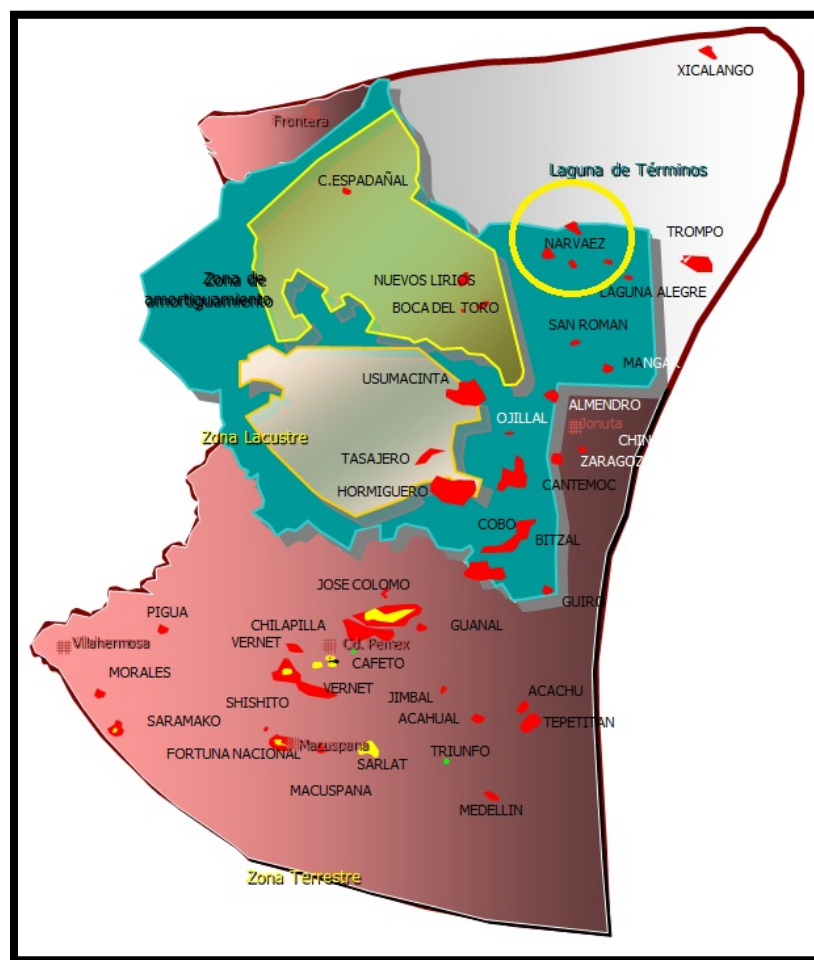 XICALANGO
Frontera
Laguna de Términos
C.ESPADAÑAL
TROMPO
NARVAEZ
Zona de
amortiguamiento
NUEVOS LIRIOS
LAGUNA ALEGRE
BOCA DEL TORO
SAN ROMAN
MANGAR
USUMACINTA
ALMENDRO
OJILLAL
Jonuta
Zona Lacustre
CHIN
TASAJERO
ZARAGOZ
HORMIGUERO
CANTEMOC
COBO
BITZAL
JOSE COLOMO
GUIRO
PIGUA
CHILAPILLA
GUANAL
Villahermosa
VERNET
Cd. Pemex
CAFETO
MORALES
VERNET
JIMBAL
ACACHU
SHISHITO
SARAMAKO
ACAHUAL
TEPETITAN
FORTUNA NACIONAL
Macuspana
TRIUNFO
SARLAT
MACUSPANA
MEDELLIN
Zona Terrestre